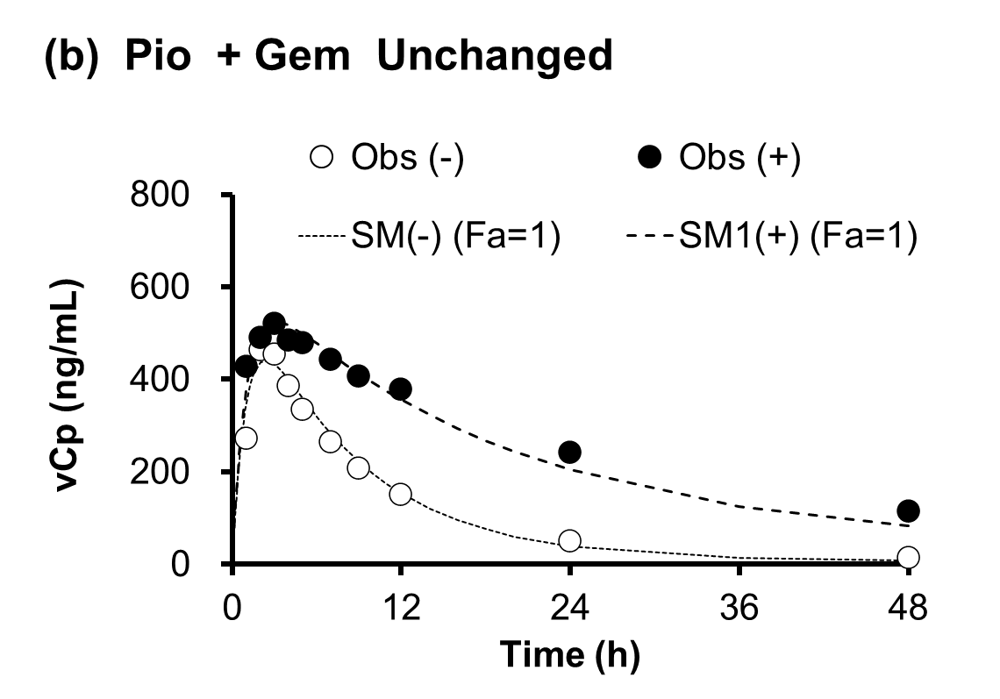 (b) Pio + Gem Unchanged
Obs (-) Obs (+)
SM(-) (Fa=1) SM1(+) (Fa=1)
800
600
400
200
0
vCp (ng/mL)
0 12 24 36 48
Time (h)